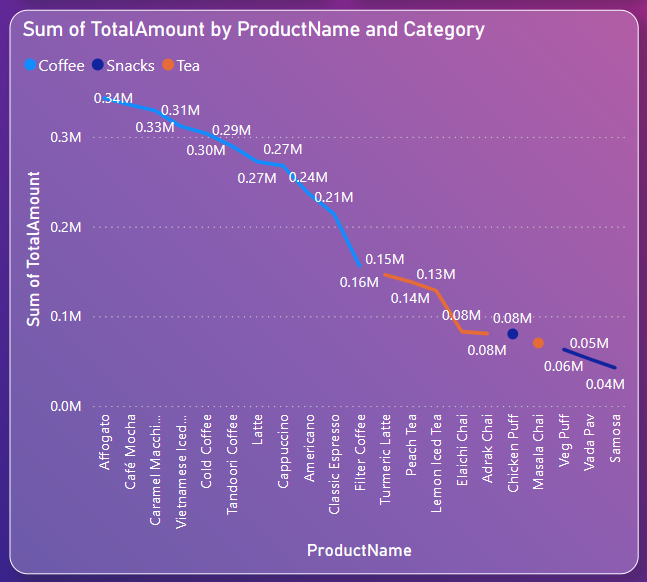 Sum of TotalAmount by ProductName and Category
Coffee Snacks Tea
Sum of TotalAmount
0.3M
0.2M
0.1M
0.0M
0.34M
0.33M
0.31M
0.30M
0.29M
0.27M
0.27M
0.24M
0.21M
0.16M
0.15M
0.14M
0.13M
0.08M
0.08M
0.08M
0.06M
0.05M
0.04M
Affogato
Café Mocha
Caramel Macchi...
Vietnamese Iced...
Cold Coffee
Tandoori Coffee
Latte
Cappuccino
Americano
Classic Espresso
Filter Coffee
Turmeric Latte
Peach Tea
Lemon Iced Tea
Elaichi Chai
Adrak Chai
Chicken Puff
Masala Chai
Veg Puff
Vada Pav
Samosa
ProductName